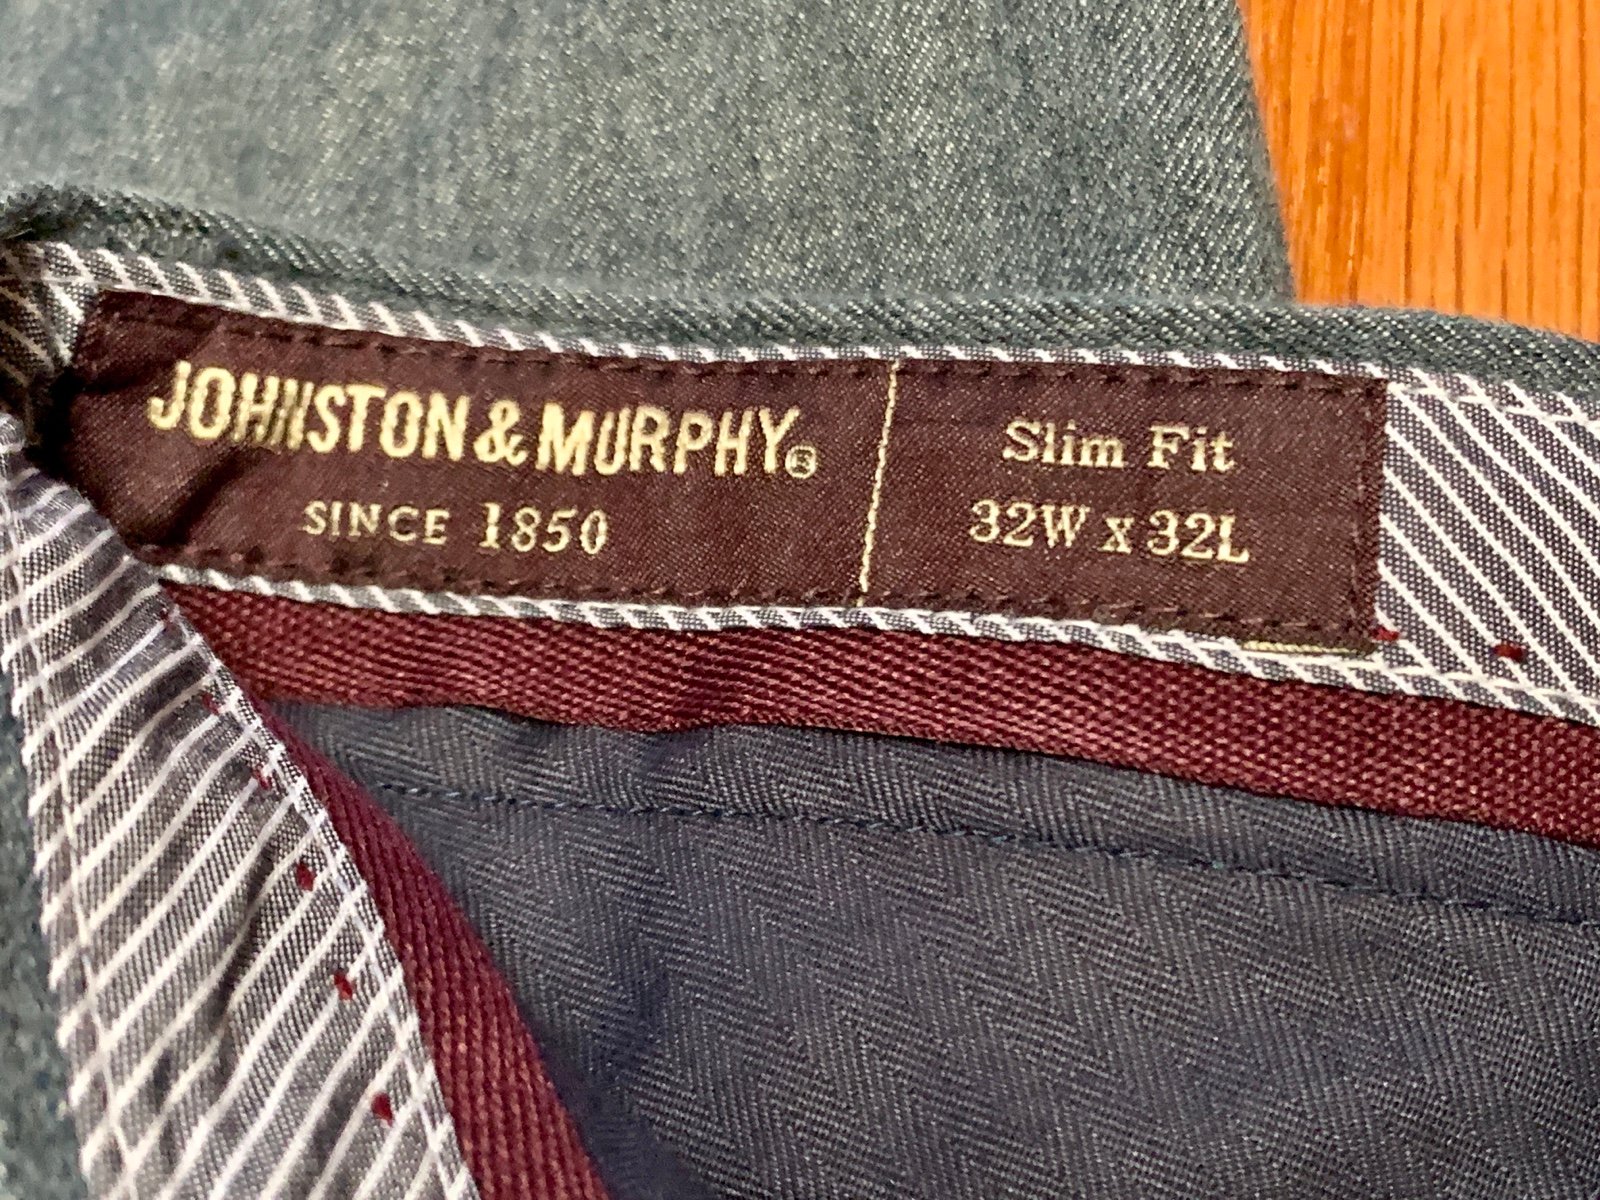 JOHNSTON & MURPHY®
SINCE 1850
Slim Fit
32W x 32L